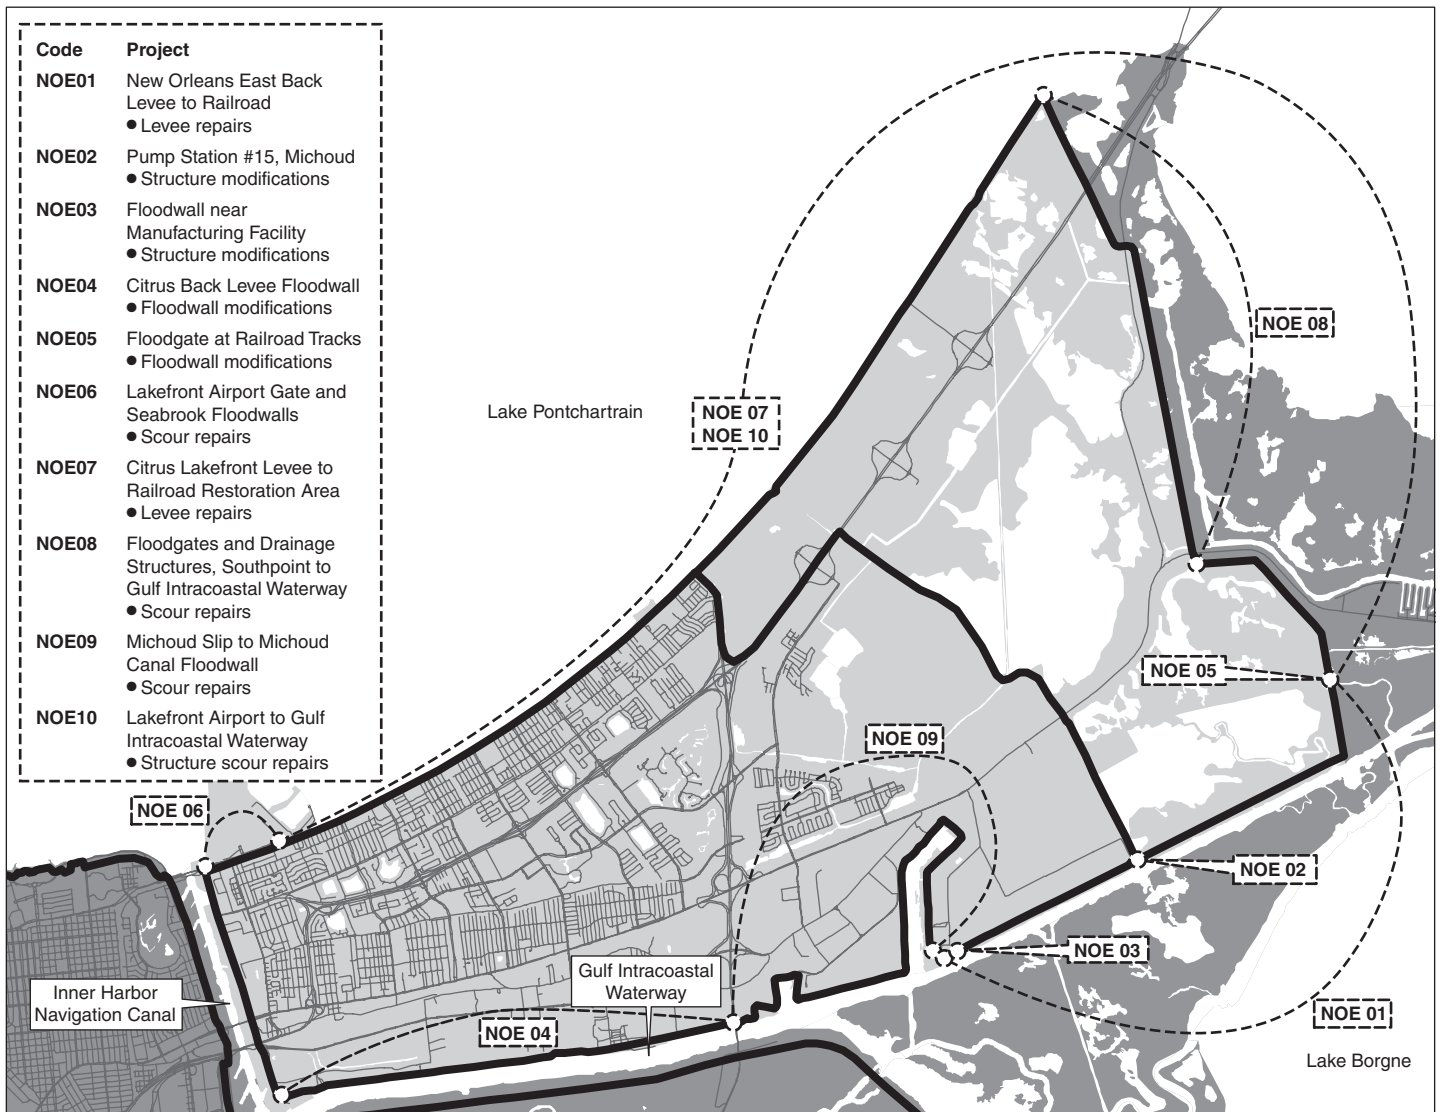 Code Project
NOE01 New Orleans East Back
Levee to Railroad
● Levee repairs
NOE02 Pump Station #15, Michoud
● Structure modifications
NOE03 Floodwall near
Manufacturing Facility
● Structure modifications
NOE04 Citrus Back Levee Floodwall
● Floodwall modifications
NOE05 Floodgate at Railroad Tracks
● Floodwall modifications
NOE06 Lakefront Airport Gate and
Seabrook Floodwalls
● Scour repairs
NOE07 Citrus Lakefront Levee to
Railroad Restoration Area
● Levee repairs
NOE08 Floodgates and Drainage
Structures, Southpoint to
Gulf Intracoastal Waterway
● Scour repairs
NOE09 Michoud Slip to Michoud
Canal Floodwall
● Scour repairs
NOE10 Lakefront Airport to Gulf
Intracoastal Waterway
● Structure scour repairs
NOE 08
Lake Pontchartrain
NOE 07
NOE 10
NOE 05
NOE 09
NOE 06
NOE 02
NOE 03
Gulf Intracoastal
Waterway
Inner Harbor
Navigation Canal
NOE 01
NOE 04
Lake Borgne